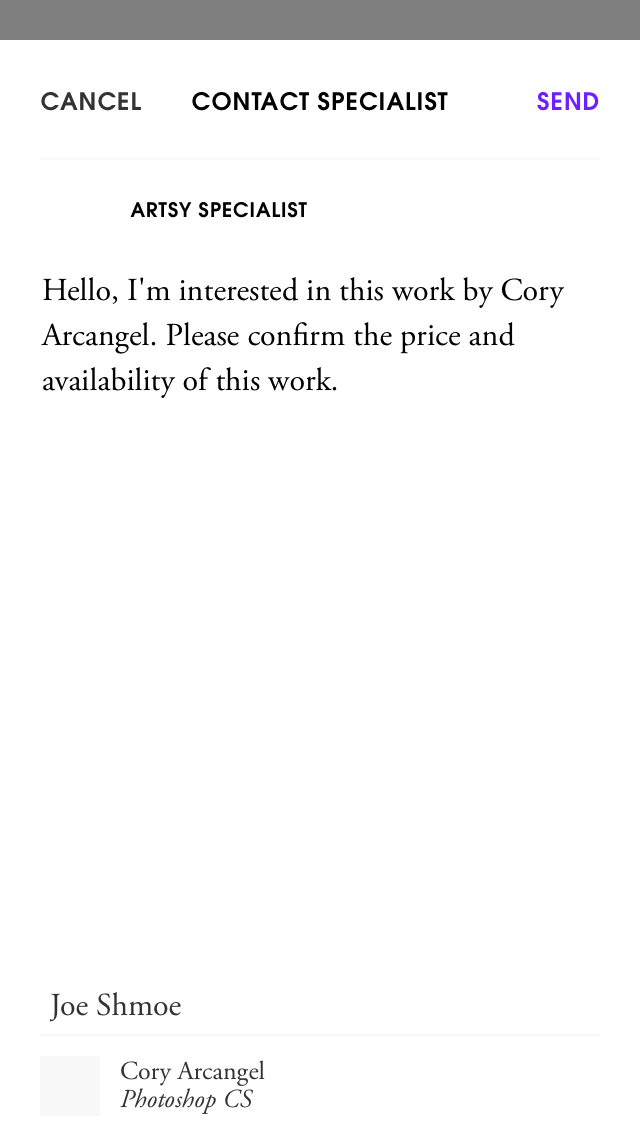 CANCEL CONTACT SPECIALIST SEND
ARTSY SPECIALIST
Hello, I'm interested in this work by Cory
Arcangel. Please confirm the price and
availability of this work.
Joe Shmoe
Cory Arcangel
Photoshop CS